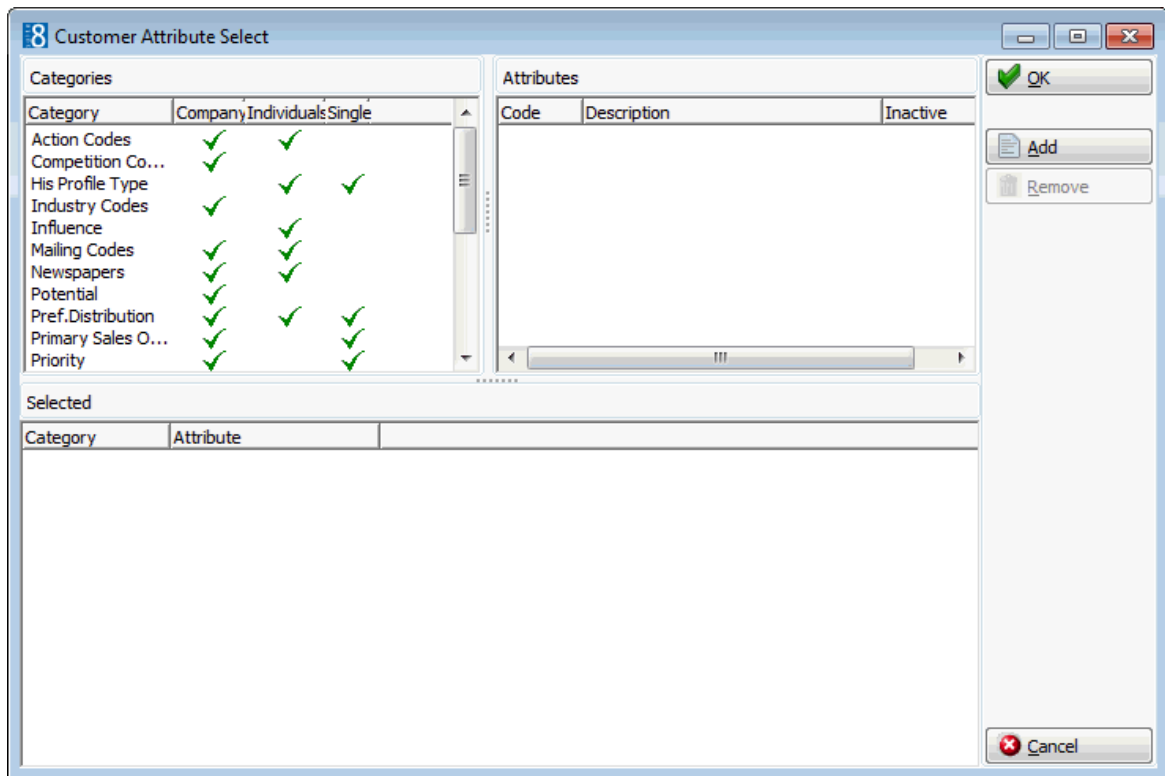 8 Customer Attribute Select
Categories
Attributes
OK
Category Company Individuals Single
Code Description Inactive
Action Codes
Add
Competition Co...
His Profile Type
Remove
Industry Codes
Influence
Mailing Codes
Newspapers
Potential
Pref.Distribution
Primary Sales O...
Priority
Selected
Category Attribute
Cancel